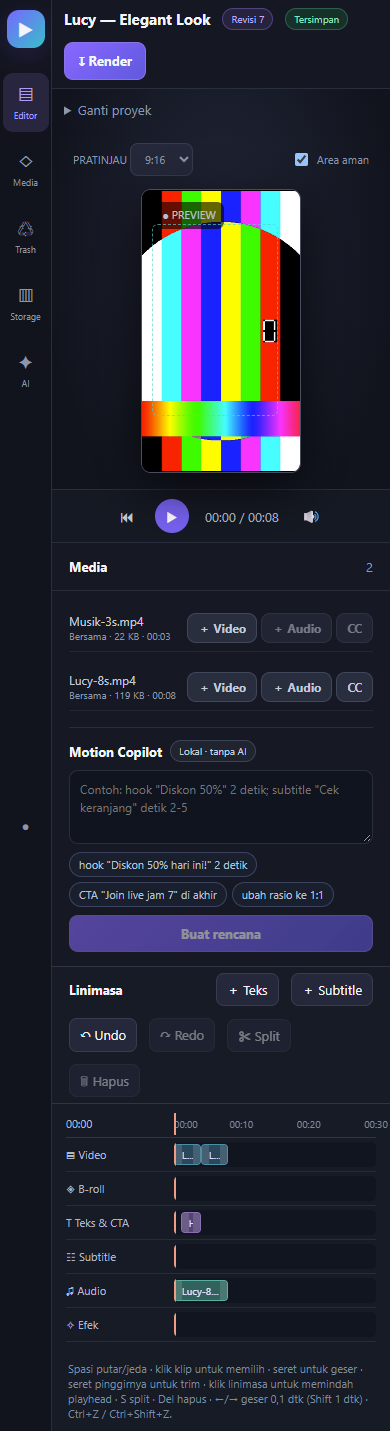 Lucy — Elegant Look
Revisi 7
Tersimpan
Render
Editor
Media
Trash
Storage
AI
▶ Ganti proyek
PRATINJAU
9:16
Area aman
● PREVIEW
00:00 / 00:08
Media
2
Musik-3s.mp4
Bersama · 22 KB · 00:03
+ Video
+ Audio
CC
Lucy-8s.mp4
Bersama · 119 KB · 00:08
+ Video
+ Audio
CC
Motion Copilot
Lokal · tanpa AI
Contoh: hook "Diskon 50%" 2 detik; subtitle "Cek
keranjang" detik 2-5
hook "Diskon 50% hari ini!" 2 detik
CTA "Join live jam 7" di akhir
ubah rasio ke 1:1
Buat rencana
Linimasa
+ Teks
+ Subtitle
Undo
Redo
Split
Hapus
00:00
00:00
00:10
00:20
00:30
Video
L...
L...
B-roll
T Teks & CTA
Subtitle
Audio
Lucy-8...
Efek
Spasi putar/jeda · klik klip untuk memilih · seret untuk geser ·
seret pinggirnya untuk trim · klik linimasa untuk memindah
playhead · S split · Del hapus · ←/→ geser 0,1 dtk (Shift 1 dtk) ·
Ctrl+Z / Ctrl+Shift+Z.